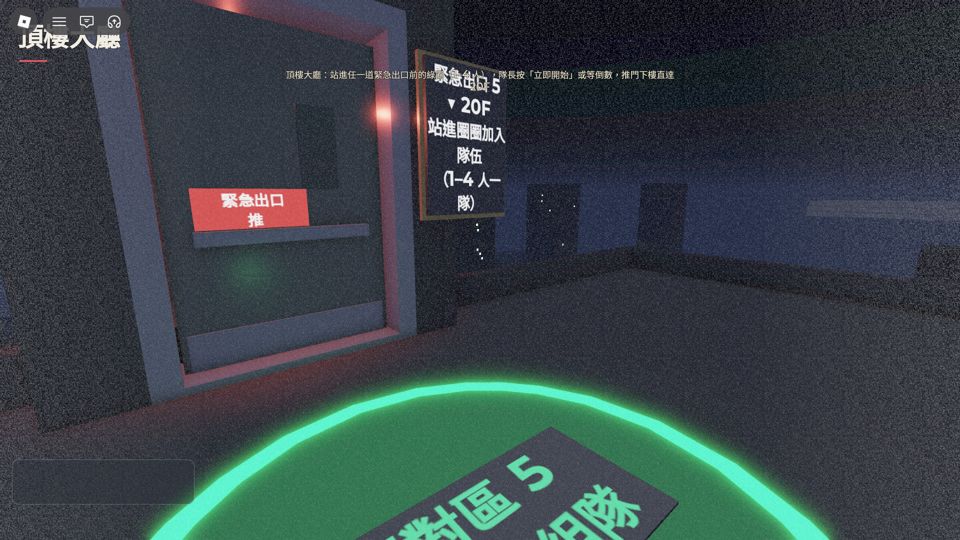 頂樓大廳
頂樓大廳：站進任一道緊急出口前的綠，隊長按「立即開始」或等倒數，推門下樓直達
緊急出口 5
▼ 20F
站進圈圈加入
隊伍
（1–4 人一
隊）
緊急出口
推
對區 5
組隊